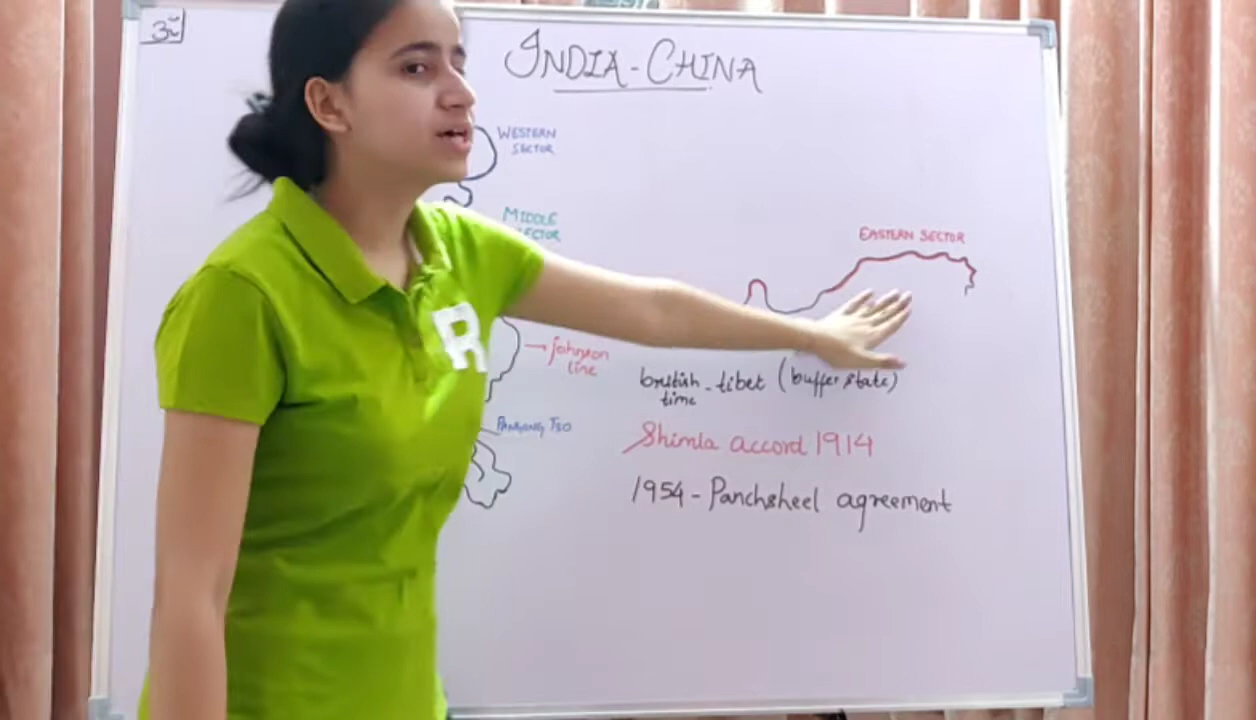 INDIA - CHINA
WESTERN
SECTOR
MIDDLE
EASTERN SECTOR
R
→ johnson
line
british - tibet (buffer state)
time
PANGONG TSO
Shimla accord 1914
1954 - Panchsheel agreement